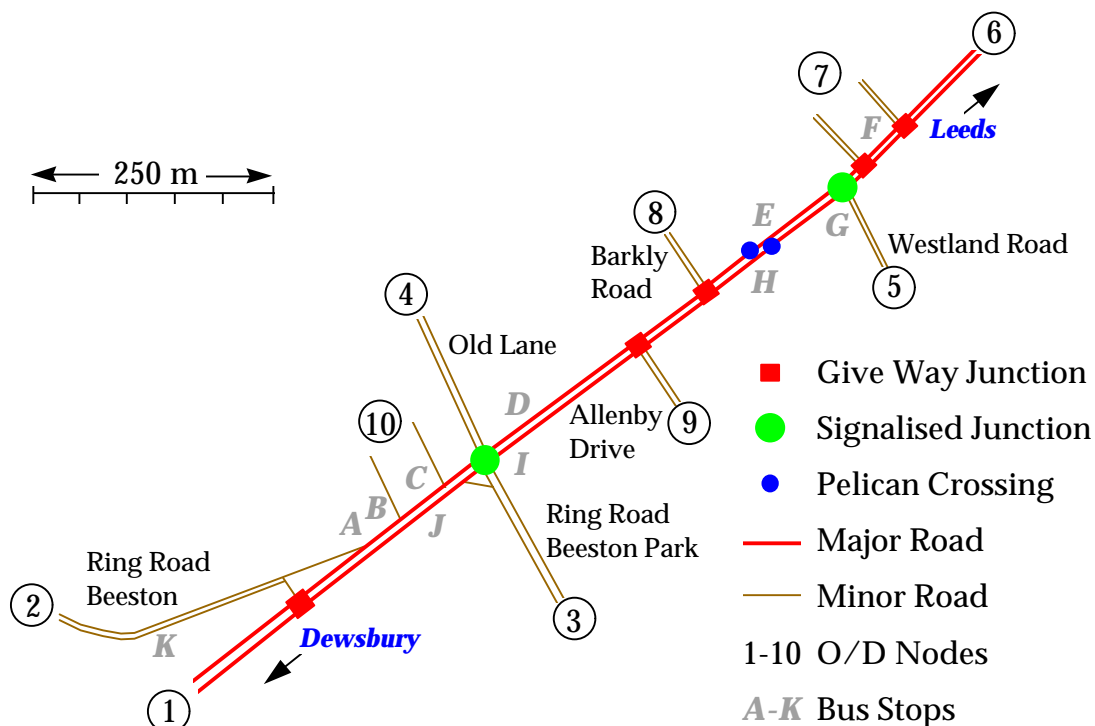 6
7
F
Leeds
250 m
8
E
G
Westland Road
Barkly
Road
H
5
4
Old Lane
D
Allenby
Drive
9
10
C
I
B
A
J
Ring Road
Beeston Park
Ring Road
Beeston
2
K
3
Dewsbury
1
Give Way Junction
Signalised Junction
Pelican Crossing
Major Road
Minor Road
1-10 O/D Nodes
A-K Bus Stops